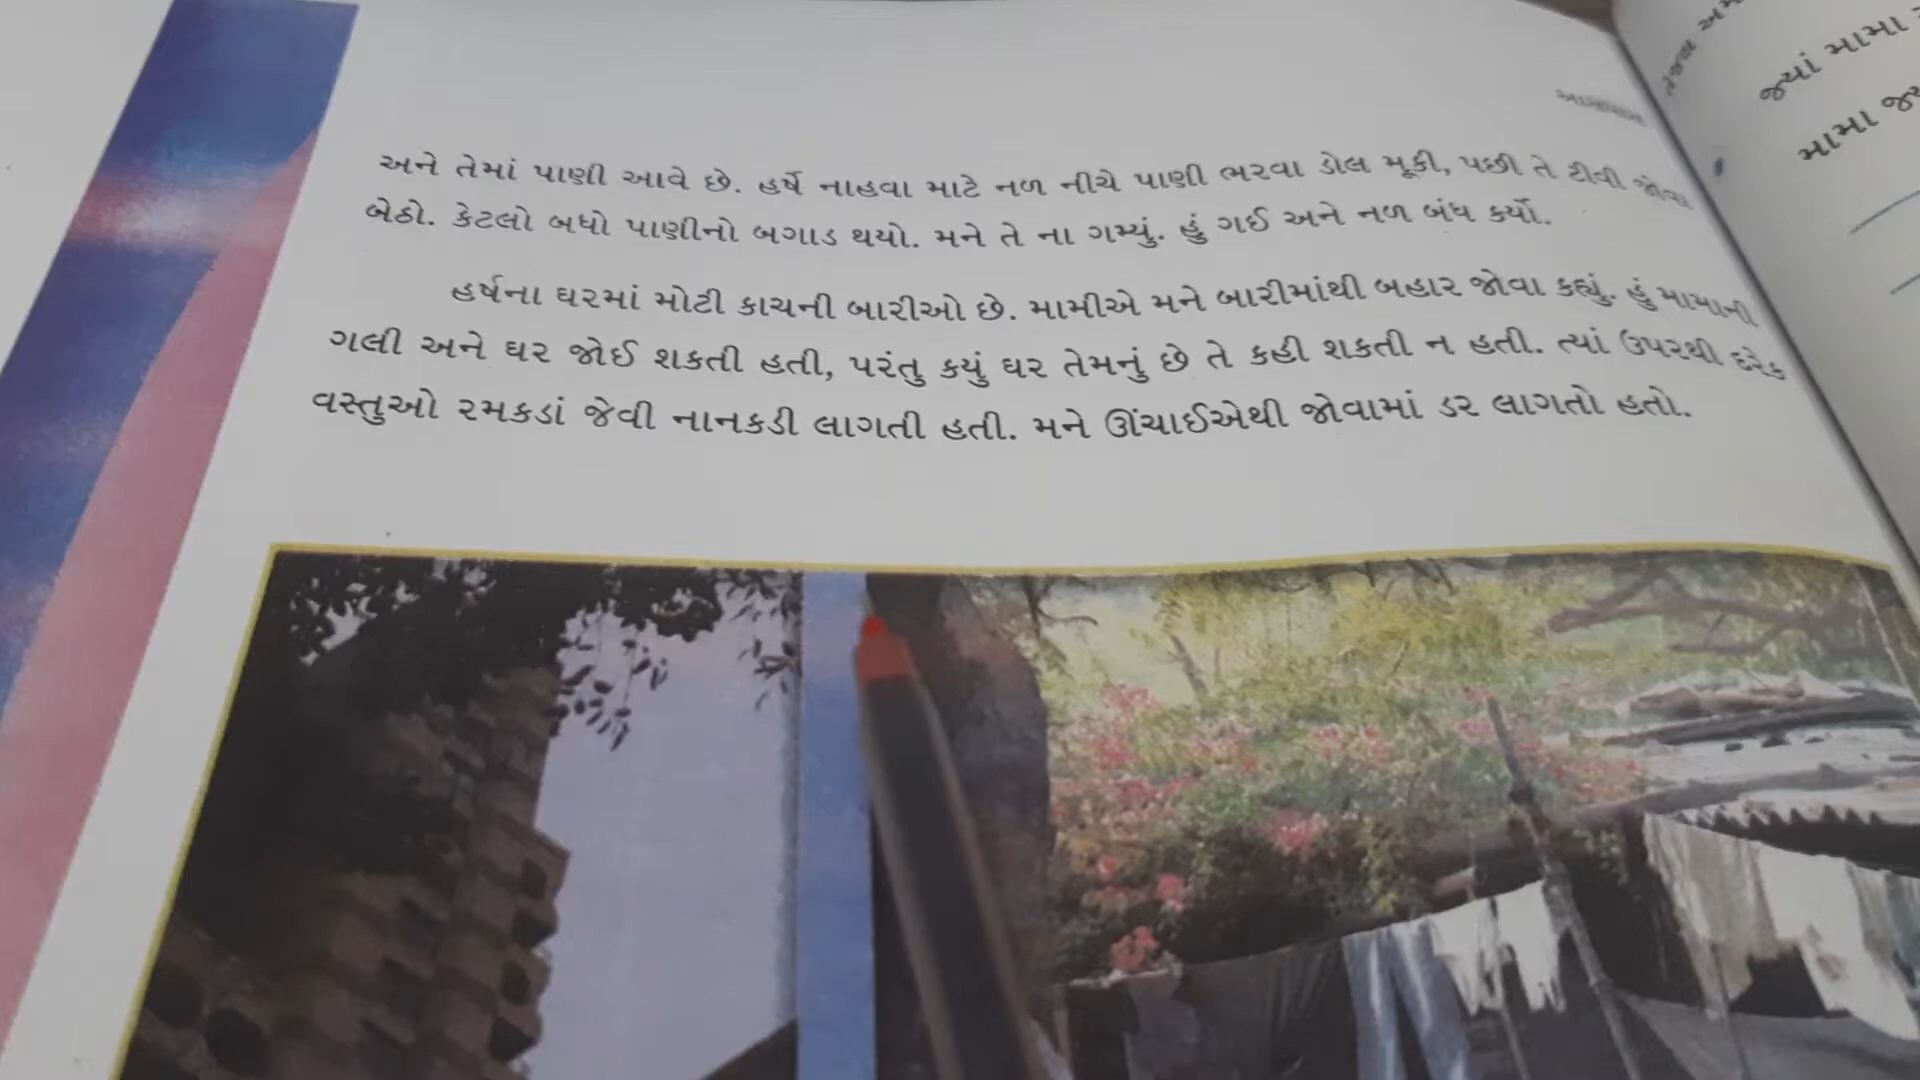 આસપાસ
અને તેમાં પાણી આવે છે. હર્ષે નાહવા માટે નળ નીચે પાણી ભરવા ડોલ મૂકી, પછી તે ટીવી જોવા
બેઠો. કેટલો બધો પાણીનો બગાડ થયો. મને તે ના ગમ્યું. હું ગઈ અને નળ બંધ કર્યો.
હર્ષના ઘરમાં મોટી કાચની બારીઓ છે. મામીએ મને બારીમાંથી બહાર જોવા કહ્યું. હું મામાની
ગલી અને ઘર જોઈ શકતી હતી, પરંતુ કયું ઘર તેમનું છે તે કહી શકતી ન હતી. ત્યાં ઉપરથી દરેક
વસ્તુઓ રમકડાં જેવી નાનકડી લાગતી હતી. મને ઊંચાઈએથી જોવામાં ડર લાગતો હતો.
જ્યાં મામા
મામા